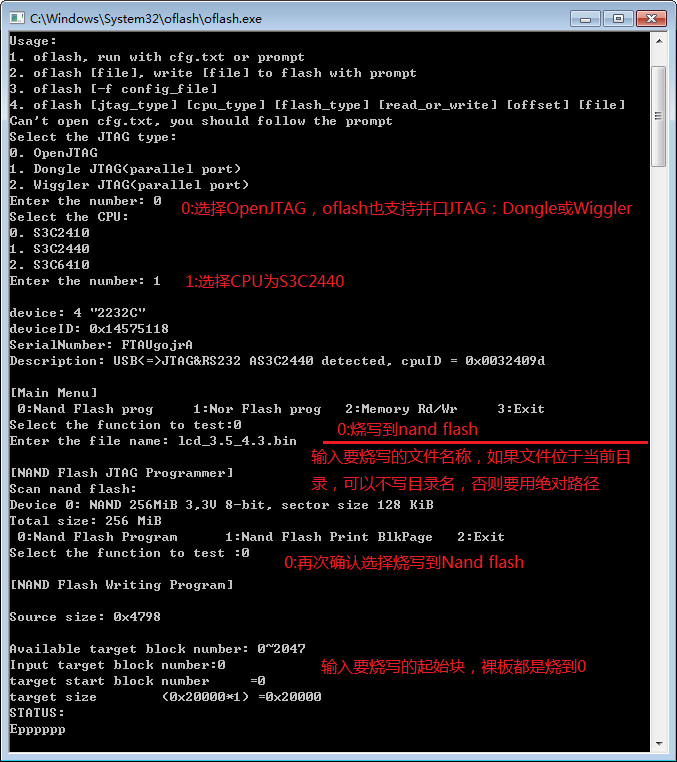 C:\Windows\System32\oflash\oflash.exe
Usage:
1. oflash, run with cfg.txt or prompt
2. oflash [file], write [file] to flash with prompt
3. oflash [-f config_file]
4. oflash [jtag_type] [cpu_type] [flash_type] [read_or_write] [offset] [file]
Can't open cfg.txt, you should follow the prompt
Select the JTAG type:
0. OpenJTAG
1. Dongle JTAG(parallel port)
2. Wiggler JTAG(parallel port)
Enter the number: 0
0:选择OpenJTAG，oflash也支持并口JTAG：Dongle或Wiggler
Select the CPU:
0. S3C2410
1. S3C2440
2. S3C6410
Enter the number: 1
1:选择CPU为S3C2440
device: 4 "2232C"
deviceID: 0x14575118
SerialNumber: FTAUgojrA
Description: USB<=>JTAG&RS232 AS3C2440 detected, cpuID = 0x0032409d
[Main Menu]
0:Nand Flash prog 1:Nor Flash prog 2:Memory Rd/Wr 3:Exit
Select the function to test:0
0:烧写到nand flash
Enter the file name: lcd_3.5_4.3.bin
输入要烧写的文件名称，如果文件位于当前目
录，可以不写目录名，否则要用绝对路径
[NAND Flash JTAG Programmer]
Scan nand flash:
Device 0: NAND 256MiB 3,3V 8-bit, sector size 128 KiB
Total size: 256 MiB
0:Nand Flash Program 1:Nand Flash Print BlkPage 2:Exit
Select the function to test :0
0:再次确认选择烧写到Nand flash
[NAND Flash Writing Program]
Source size: 0x4798
Available target block number: 0~2047
Input target block number:0
输入要烧写的起始块，裸板都是烧到0
target start block number =0
target size (0x20000*1) =0x20000
STATUS:
Epppppp